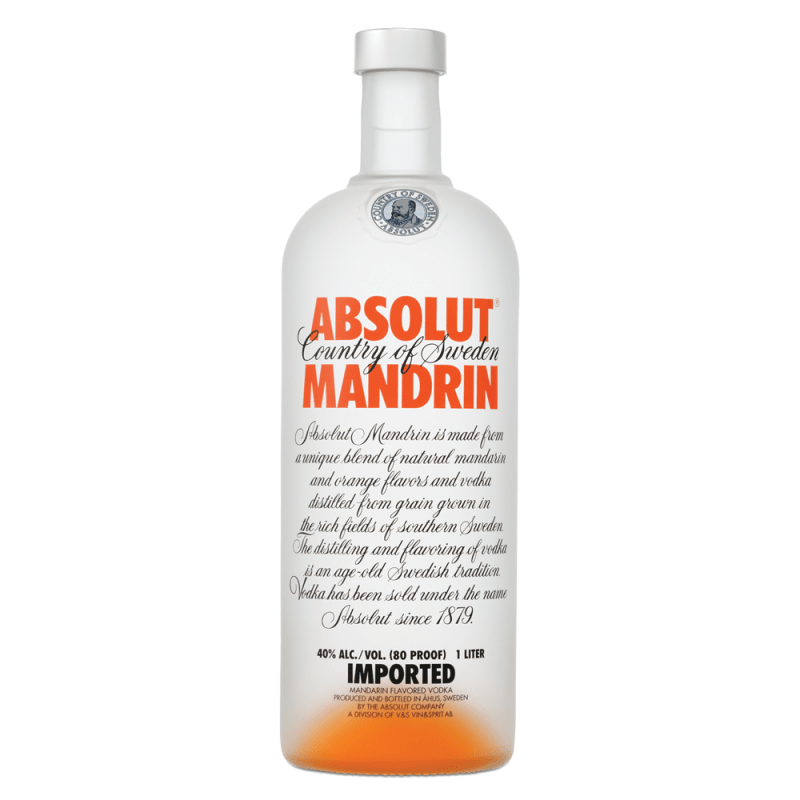 COUNTRY OF SWEDEN
ABSOLUT
ABSOLUT®
Country of Sweden
MANDRIN
Absolut Mandrin is made from
a unique blend of natural mandarin
and orange flavors and vodka
distilled from grain grown in
the rich fields of southern Sweden.
The distilling and flavoring of vodka
is an age-old Swedish tradition.
Vodka has been sold under the name
Absolut since 1879.
40% ALC./VOL. (80 PROOF) 1 LITER
IMPORTED
MANDARIN FLAVORED VODKA
PRODUCED AND BOTTLED IN ÅHUS, SWEDEN
BY THE ABSOLUT COMPANY
A DIVISION OF V&S VIN&SPRIT AB.